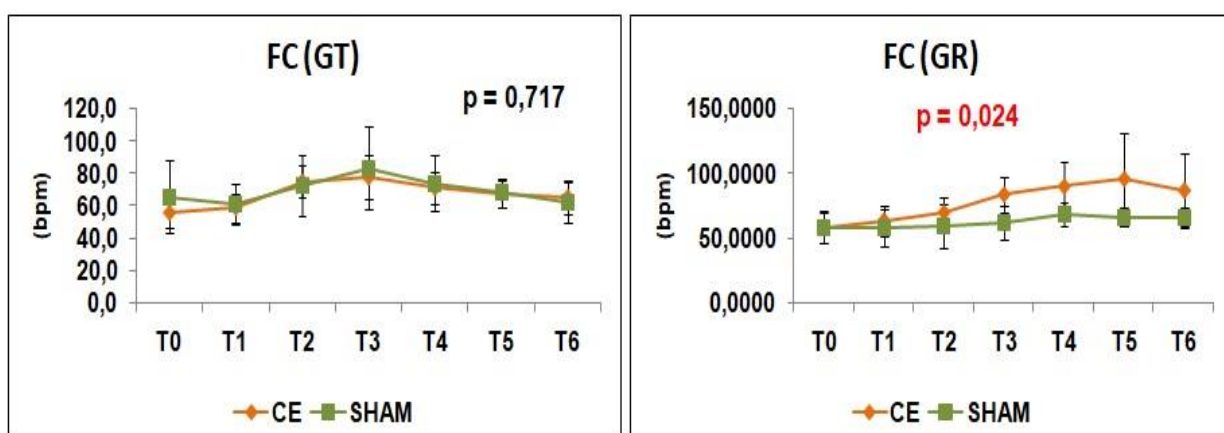 FC (GT)
p = 0,717
120,0
100,0
80,0
60,0
40,0
20,0
0,0
(bpm)
T0 T1 T2 T3 T4 T5 T6
CE SHAM
FC (GR)
p = 0,024
150,0000
100,0000
50,0000
0,0000
(bpm)
T0 T1 T2 T3 T4 T5 T6
CE SHAM